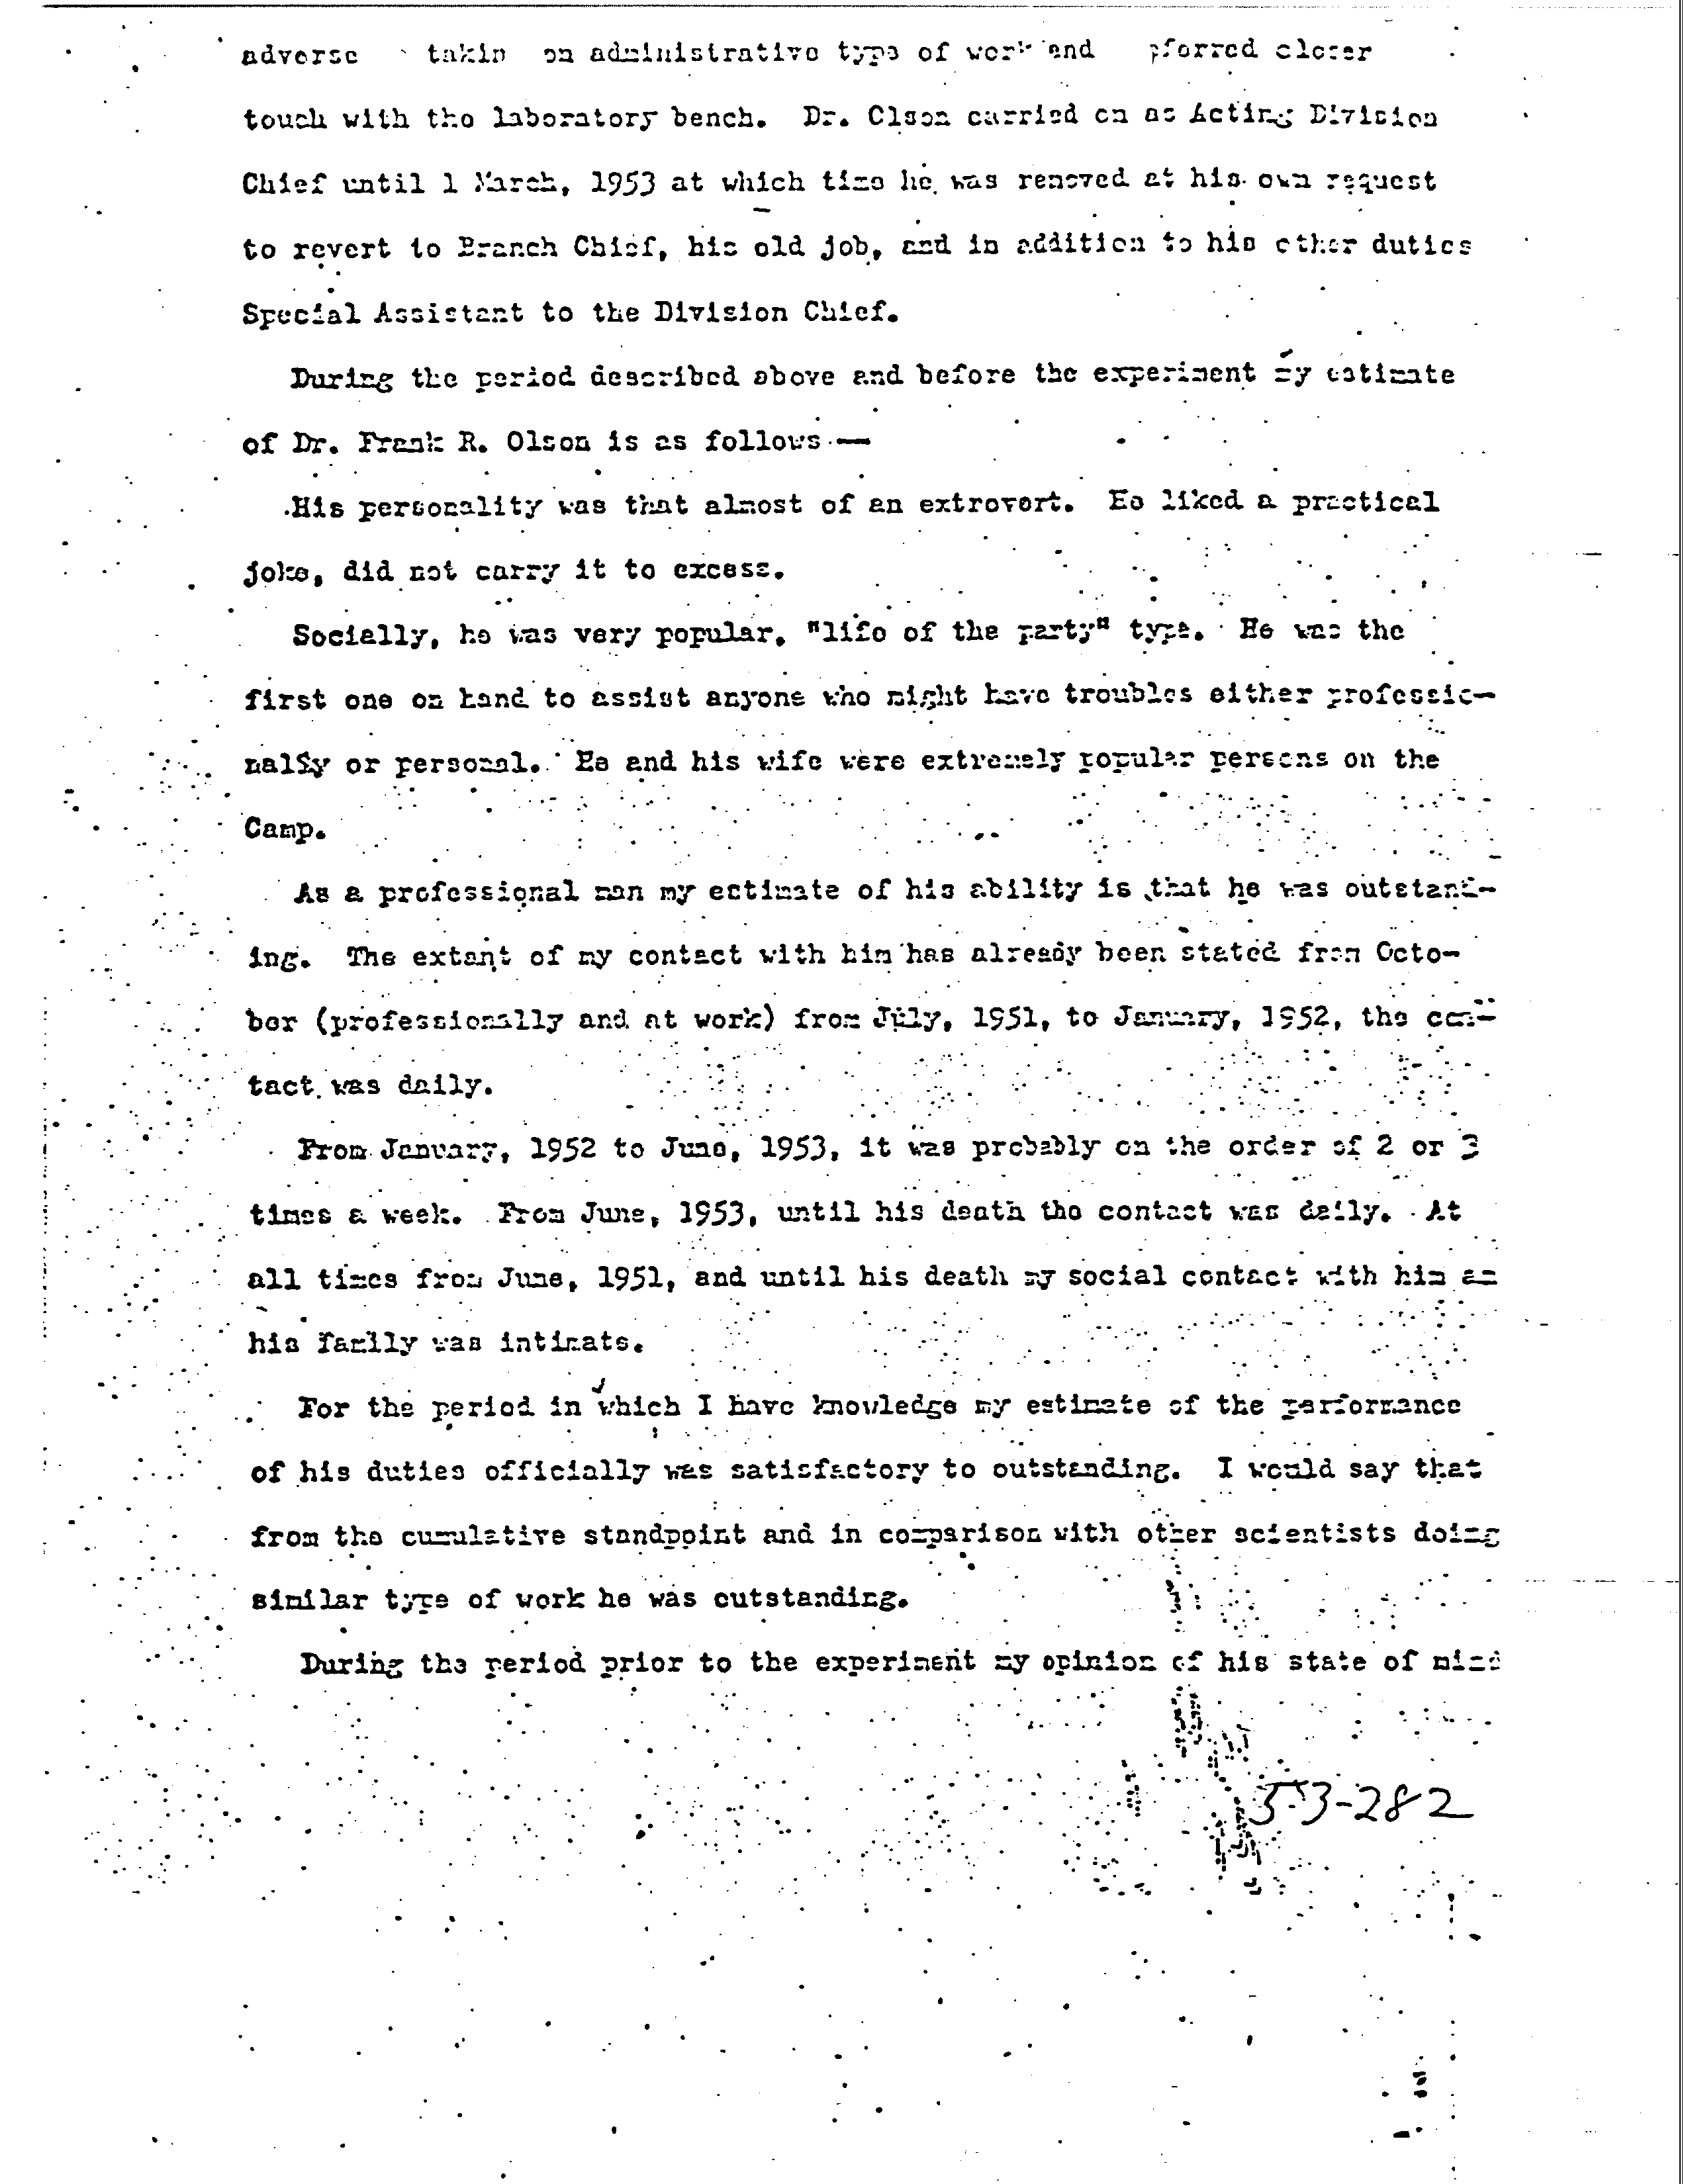 adverse takin on administrative type of work and ferred closer
touch with the laboratory bench. Dr. Olson carried on as Acting Division
Chief until 1 March, 1953 at which time he was removed at his own request
to revert to Branch Chief, his old job, and in addition to his other duties
Special Assistant to the Division Chief.
During the period described above and before the experiment my estimate
of Dr. Frank R. Olson is as follows —
His personality was that almost of an extrovert. He liked a practical
joke, did not carry it to excess.
Socially, he was very popular, "life of the party" type. He was the
first one on hand to assist anyone who might have troubles either professio-
nally or personal. He and his wife were extremely popular persons on the
Camp.
As a professional man my estimate of his ability is that he was outstand-
ing. The extant of my contact with him has already been stated from Octo-
ber (professionally and at work) from July, 1951, to January, 1952, the con-
tact was daily.
From January, 1952 to June, 1953, it was probably on the order of 2 or 3
times a week. From June, 1953, until his death the contact was daily. At
all times from June, 1951, and until his death my social contact with him an
his family was intimate.
For the period in which I have knowledge my estimate of the performance
of his duties officially was satisfactory to outstanding. I would say that
from the cumulative standpoint and in comparison with other scientists doing
similar type of work he was outstanding.
During the period prior to the experiment my opinion of his state of mind
53-282